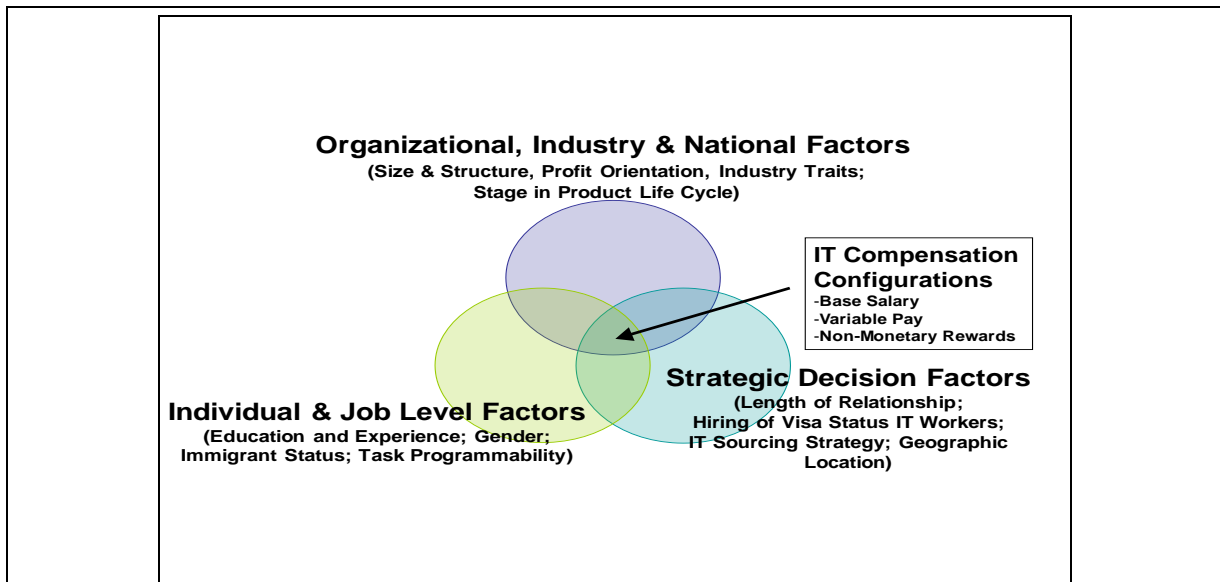 Organizational, Industry & National Factors
(Size & Structure, Profit Orientation, Industry Traits;
Stage in Product Life Cycle)
IT Compensation
Configurations
-Base Salary
-Variable Pay
-Non-Monetary Rewards
Strategic Decision Factors
(Length of Relationship;
Hiring of Visa Status IT Workers;
IT Sourcing Strategy; Geographic
Location)
Individual & Job Level Factors
(Education and Experience; Gender;
Immigrant Status; Task Programmability)